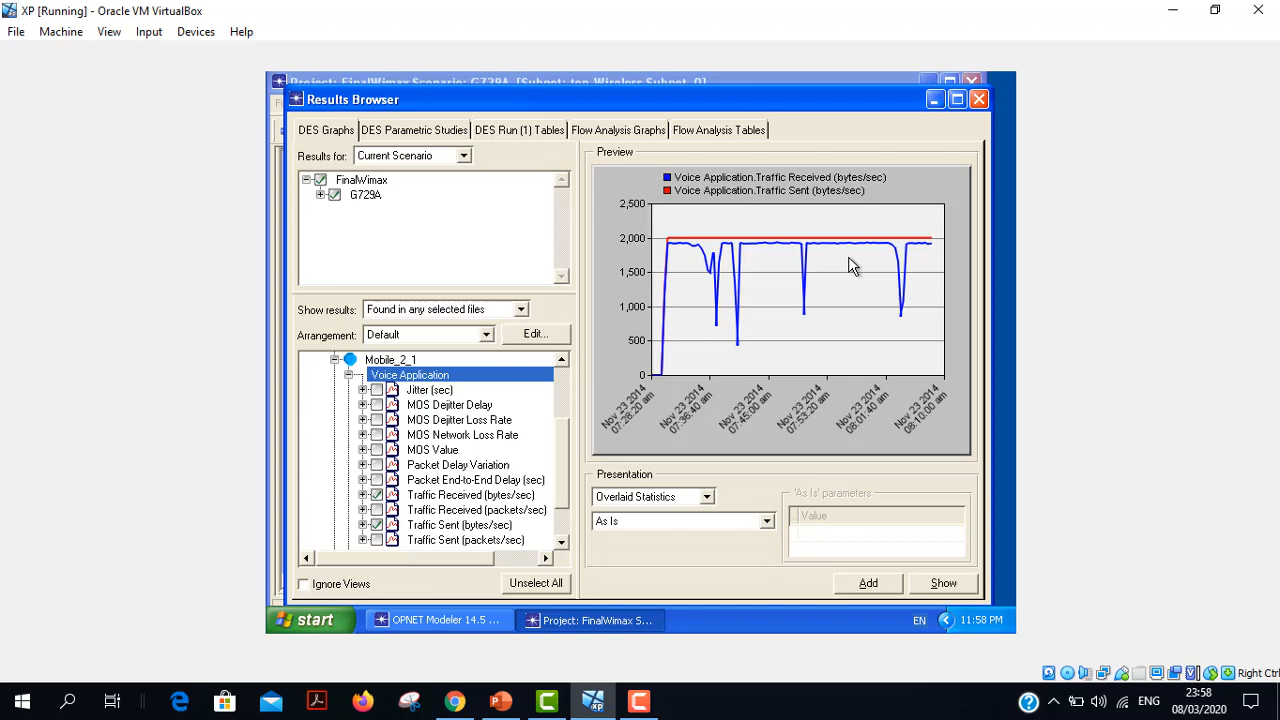 XP [Running] - Oracle VM VirtualBox
File Machine View Input Devices Help
Project: FinalWimax Scenario: G729A [Subnet: top.Wireless Subnet_0]
Results Browser
DES Graphs DES Parametric Studies DES Run (1) Tables Flow Analysis Graphs Flow Analysis Tables
Results for: Current Scenario
FinalWimax
G729A
Show results: Found in any selected files
Arrangement: Default Edit...
Mobile_2_1
Voice Application
Jitter (sec)
MOS Dejitter Delay
MOS Dejitter Loss Rate
MOS Network Loss Rate
MOS Value
Packet Delay Variation
Packet End-to-End Delay (sec)
Traffic Received (bytes/sec)
Traffic Received (packets/sec)
Traffic Sent (bytes/sec)
Traffic Sent (packets/sec)
Ignore Views Unselect All
Preview
Voice Application.Traffic Received (bytes/sec)
Voice Application.Traffic Sent (bytes/sec)
2,500
2,000
1,500
1,000
500
0
Nov 23 2014
07:28:20 am
Nov 23 2014
07:36:40 am
Nov 23 2014
07:45:00 am
Nov 23 2014
07:53:20 am
Nov 23 2014
08:01:40 am
Nov 23 2014
08:10:00 am
Presentation
Overlaid Statistics
As Is
'As Is' parameters
Value
Add Show
start OPNET Modeler 14.5 ... Project: FinalWimax S... EN 11:58 PM
Right Ctrl
ENG
23:58
08/03/2020